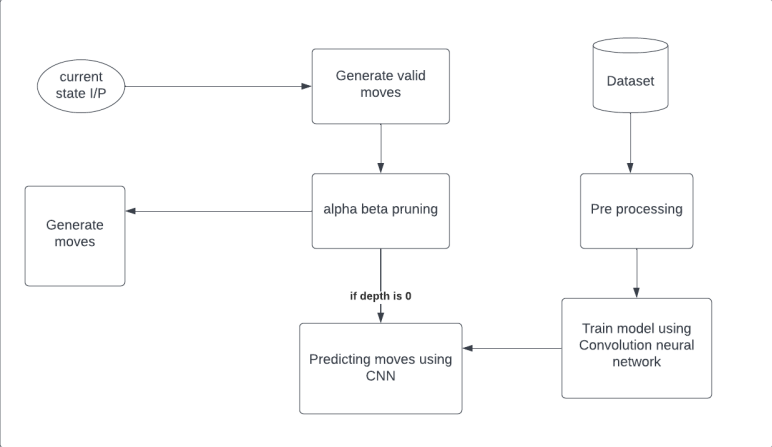 current
state I/P
Generate valid
moves
Dataset
Generate
moves
alpha beta pruning
Pre processing
if depth is 0
Predicting moves using
CNN
Train model using
Convolution neural
network